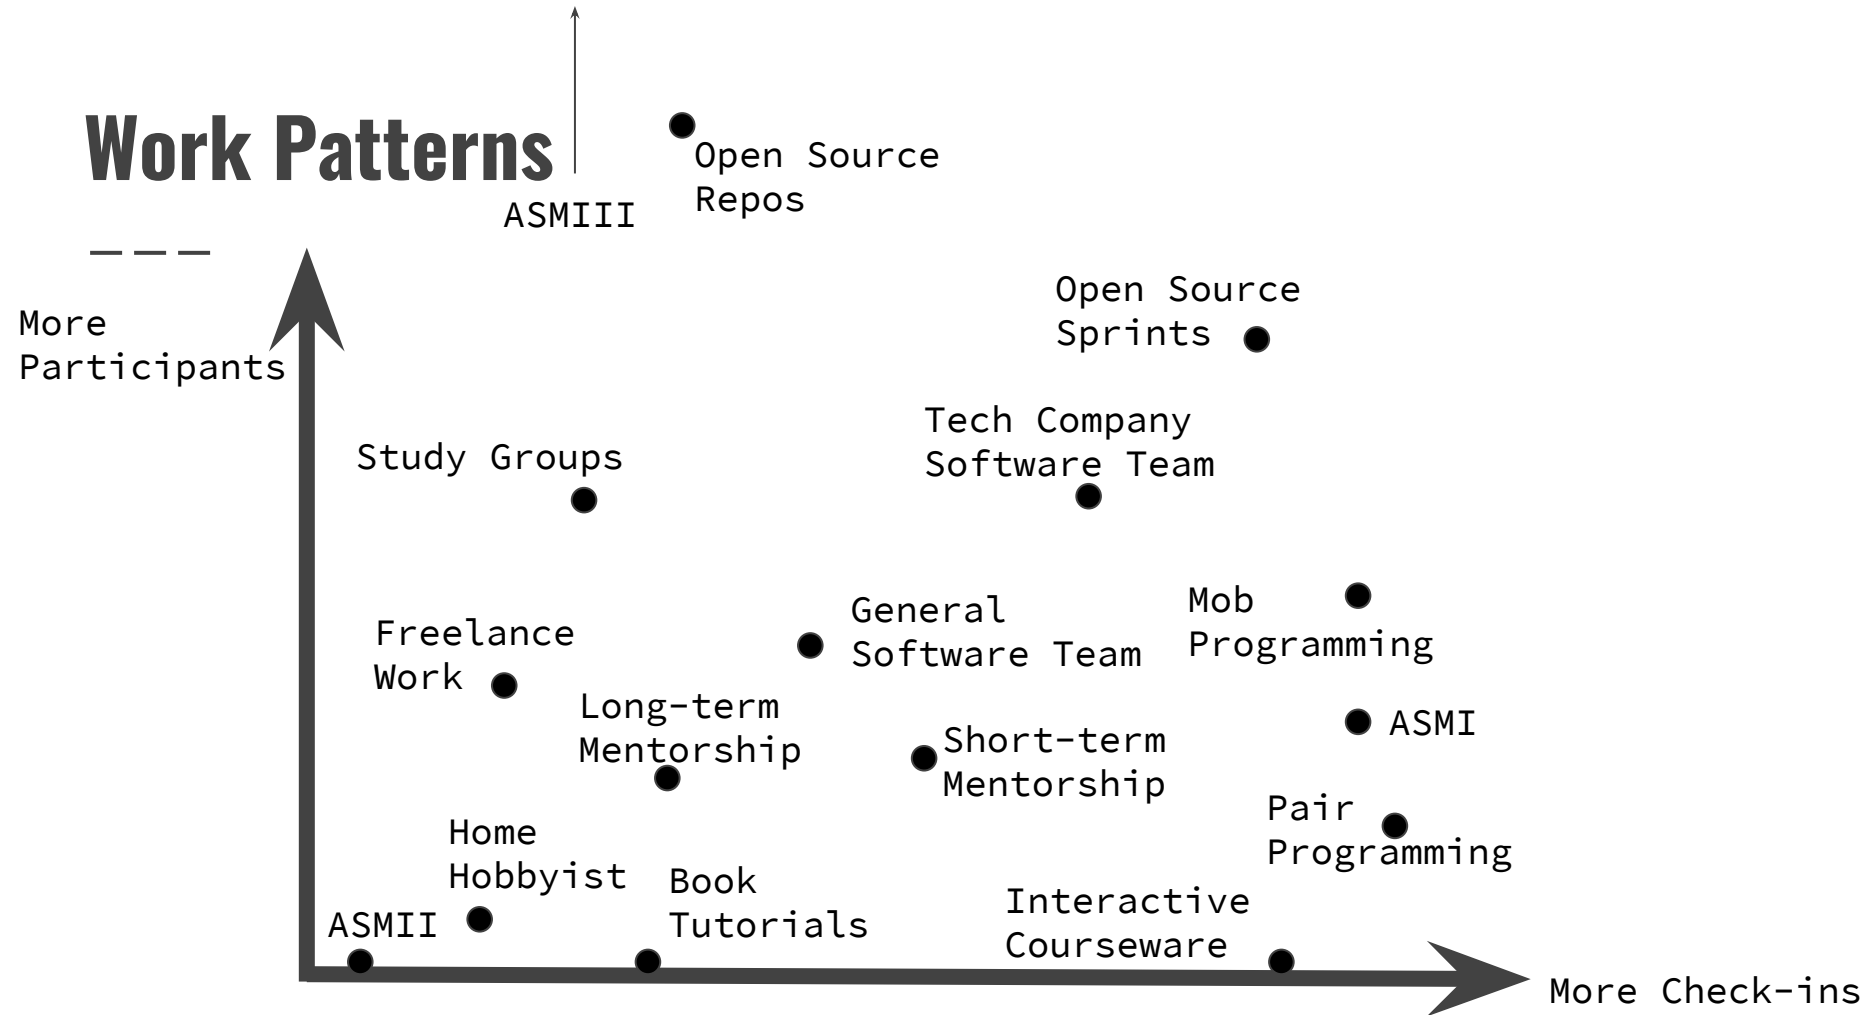 Work Patterns
Open Source
Repos
ASMIII
More
Participants
Open Source
Sprints
Tech Company
Software Team
Study Groups
General
Software Team
Mob
Programming
Freelance
Work
Long-term
Mentorship
Short-term
Mentorship
ASMI
Pair
Programming
Home
Hobbyist
Book
Tutorials
Interactive
Courseware
ASMII
More Check-ins